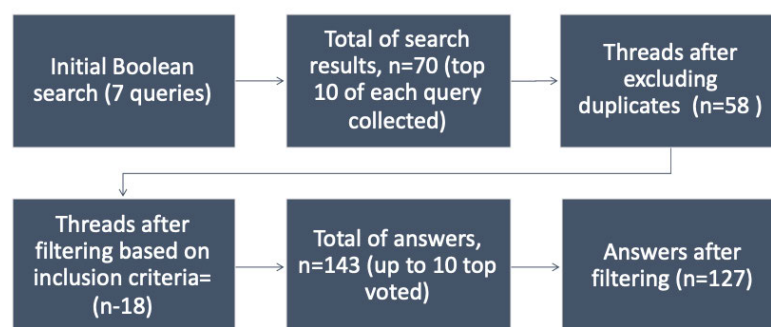 Initial Boolean
search (7 queries)
Total of search
results, n=70 (top
10 of each query
collected)
Threads after
excluding
duplicates (n=58 )
Threads after
filtering based on
inclusion criteria=
(n-18)
Total of answers,
n=143 (up to 10 top
voted)
Answers after
filtering (n=127)